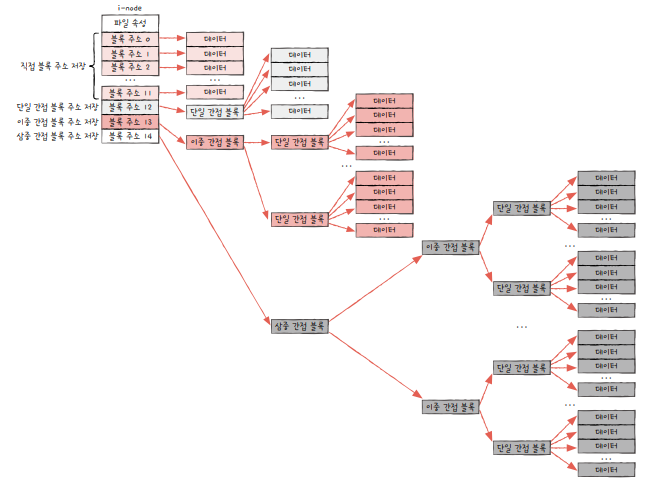 i-node
파일 속성
블록 주소 0
블록 주소 1
블록 주소 2
...
블록 주소 11
블록 주소 12
블록 주소 13
블록 주소 14
직접 블록 주소 저장
단일 간접 블록 주소 저장
이중 간접 블록 주소 저장
삼중 간접 블록 주소 저장
데이터
데이터
데이터
...
데이터
단일 간접 블록
데이터
데이터
데이터
...
데이터
이중 간접 블록
단일 간접 블록
데이터
데이터
데이터
...
데이터
...
단일 간접 블록
데이터
데이터
데이터
...
데이터
삼중 간접 블록
이중 간접 블록
단일 간접 블록
데이터
데이터
데이터
...
데이터
...
단일 간접 블록
데이터
데이터
데이터
...
데이터
...
이중 간접 블록
단일 간접 블록
데이터
데이터
데이터
...
데이터
...
단일 간접 블록
데이터
데이터
데이터
...
데이터